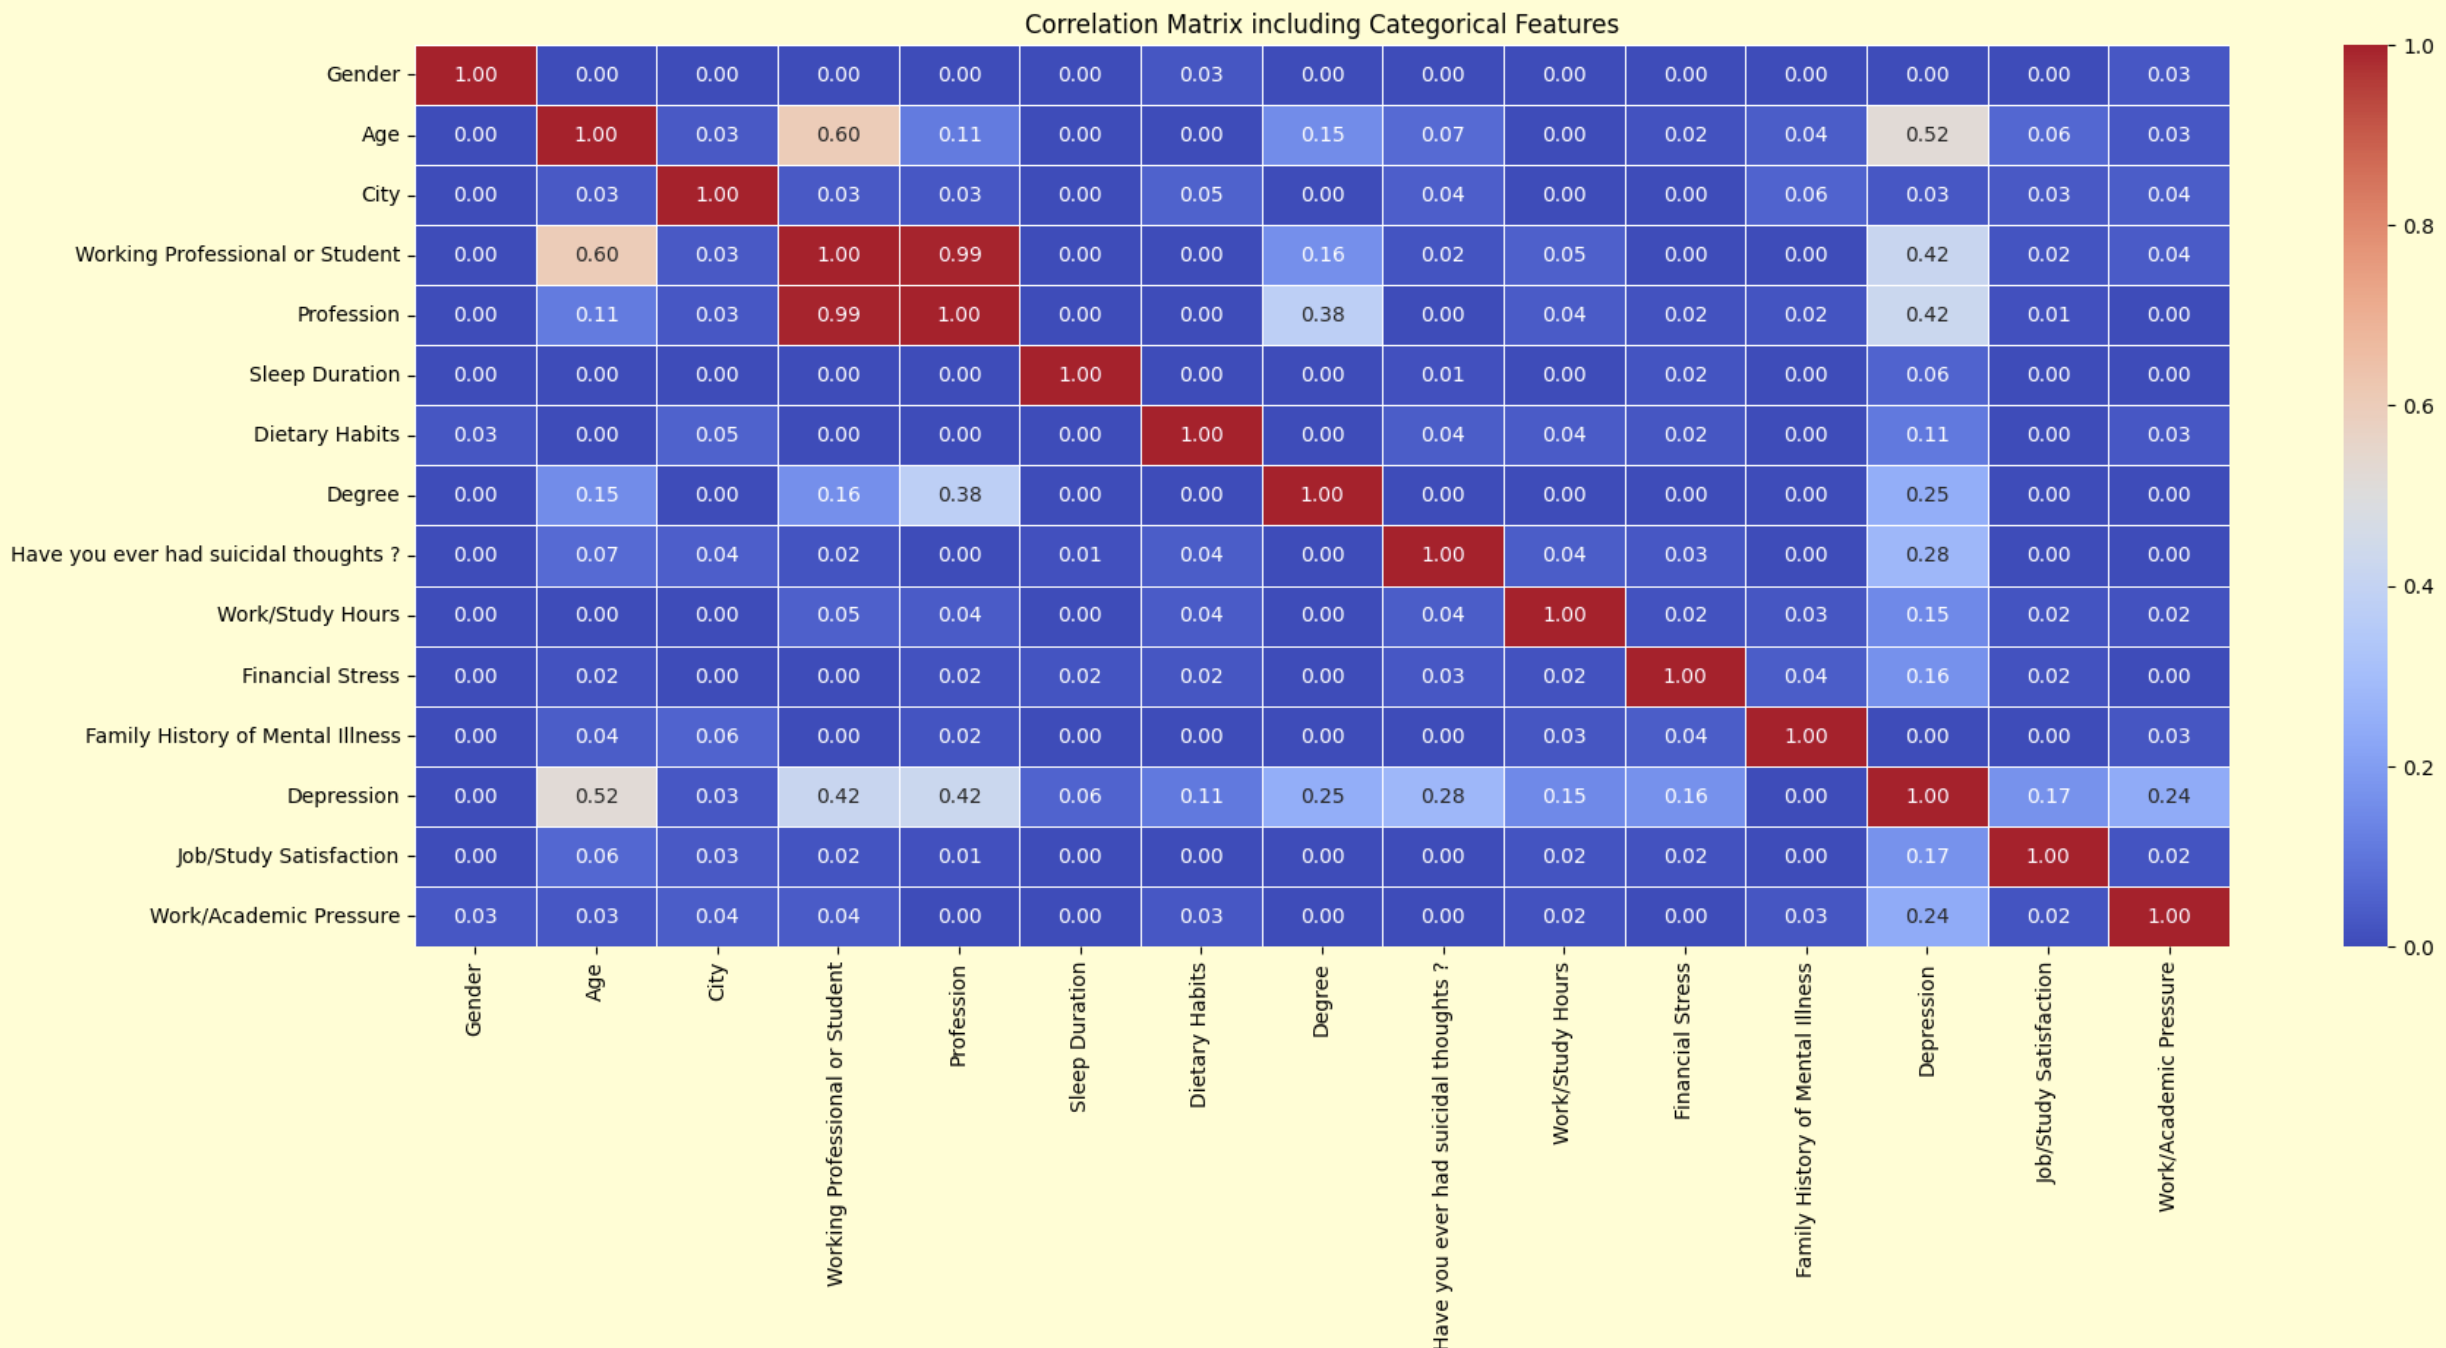 Correlation Matrix including Categorical Features
Gender 1.00 0.00 0.00 0.00 0.00 0.00 0.03 0.00 0.00 0.00 0.00 0.00 0.00 0.00 0.03
Age 0.00 1.00 0.03 0.60 0.11 0.00 0.00 0.15 0.07 0.00 0.02 0.04 0.52 0.06 0.03
City 0.00 0.03 1.00 0.03 0.03 0.00 0.05 0.00 0.04 0.00 0.00 0.06 0.03 0.03 0.04
Working Professional or Student 0.00 0.60 0.03 1.00 0.99 0.00 0.00 0.16 0.02 0.05 0.00 0.00 0.42 0.02 0.04
Profession 0.00 0.11 0.03 0.99 1.00 0.00 0.00 0.38 0.00 0.04 0.02 0.02 0.42 0.01 0.00
Sleep Duration 0.00 0.00 0.00 0.00 0.00 1.00 0.00 0.00 0.01 0.00 0.02 0.00 0.06 0.00 0.00
Dietary Habits 0.03 0.00 0.05 0.00 0.00 0.00 1.00 0.00 0.04 0.04 0.02 0.00 0.11 0.00 0.03
Degree 0.00 0.15 0.00 0.16 0.38 0.00 0.00 1.00 0.00 0.00 0.00 0.00 0.25 0.00 0.00
Have you ever had suicidal thoughts ? 0.00 0.07 0.04 0.02 0.00 0.01 0.04 0.00 1.00 0.04 0.03 0.00 0.28 0.00 0.00
Work/Study Hours 0.00 0.00 0.00 0.05 0.04 0.00 0.04 0.00 0.04 1.00 0.02 0.03 0.15 0.02 0.02
Financial Stress 0.00 0.02 0.00 0.00 0.02 0.02 0.02 0.00 0.03 0.02 1.00 0.04 0.16 0.02 0.00
Family History of Mental Illness 0.00 0.04 0.06 0.00 0.02 0.00 0.00 0.00 0.00 0.03 0.04 1.00 0.00 0.00 0.03
Depression 0.00 0.52 0.03 0.42 0.42 0.06 0.11 0.25 0.28 0.15 0.16 0.00 1.00 0.17 0.24
Job/Study Satisfaction 0.00 0.06 0.03 0.02 0.01 0.00 0.00 0.00 0.00 0.02 0.02 0.00 0.17 1.00 0.02
Work/Academic Pressure 0.03 0.03 0.04 0.04 0.00 0.00 0.03 0.00 0.00 0.02 0.00 0.03 0.24 0.02 1.00
Gender
Age
City
Working Professional or Student
Profession
Sleep Duration
Dietary Habits
Degree
Have you ever had suicidal thoughts ?
Work/Study Hours
Financial Stress
Family History of Mental Illness
Depression
Job/Study Satisfaction
Work/Academic Pressure
1.0
0.8
0.6
0.4
0.2
0.0